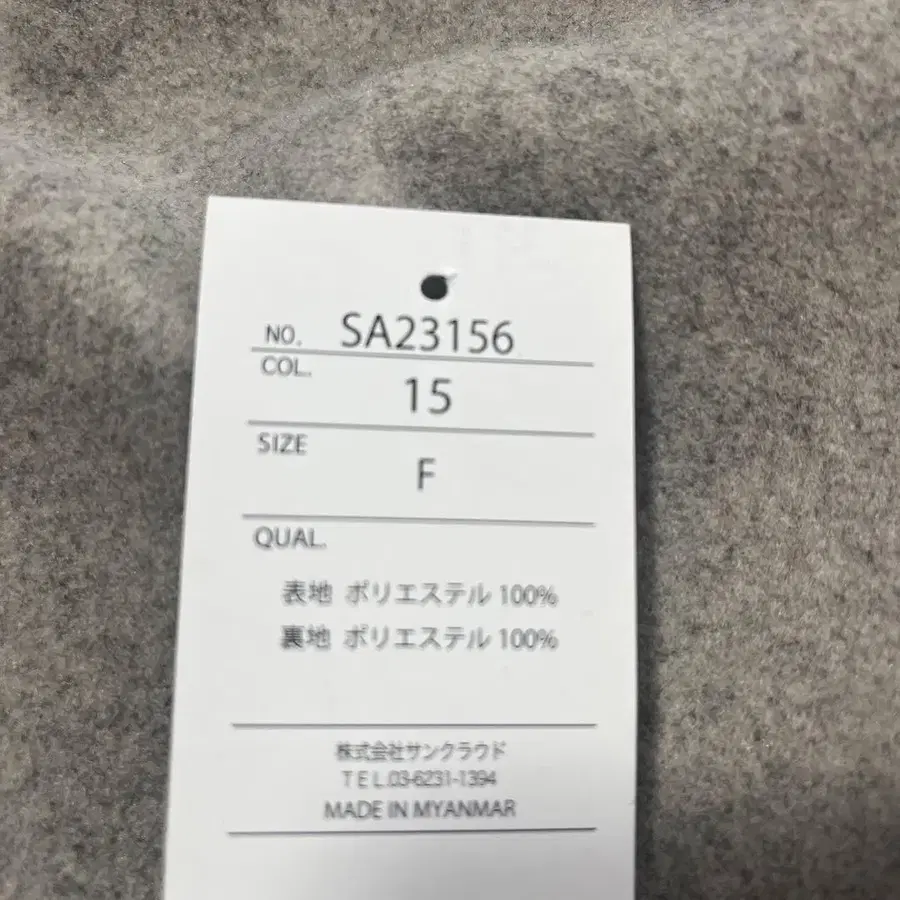 NO. SA23156
COL.
15
SIZE
F
QUAL.
表地 ポリエステル 100%
裏地 ポリエステル 100%
株式会社サンクラウド
TEL.03-6231-1394
MADE IN MYANMAR